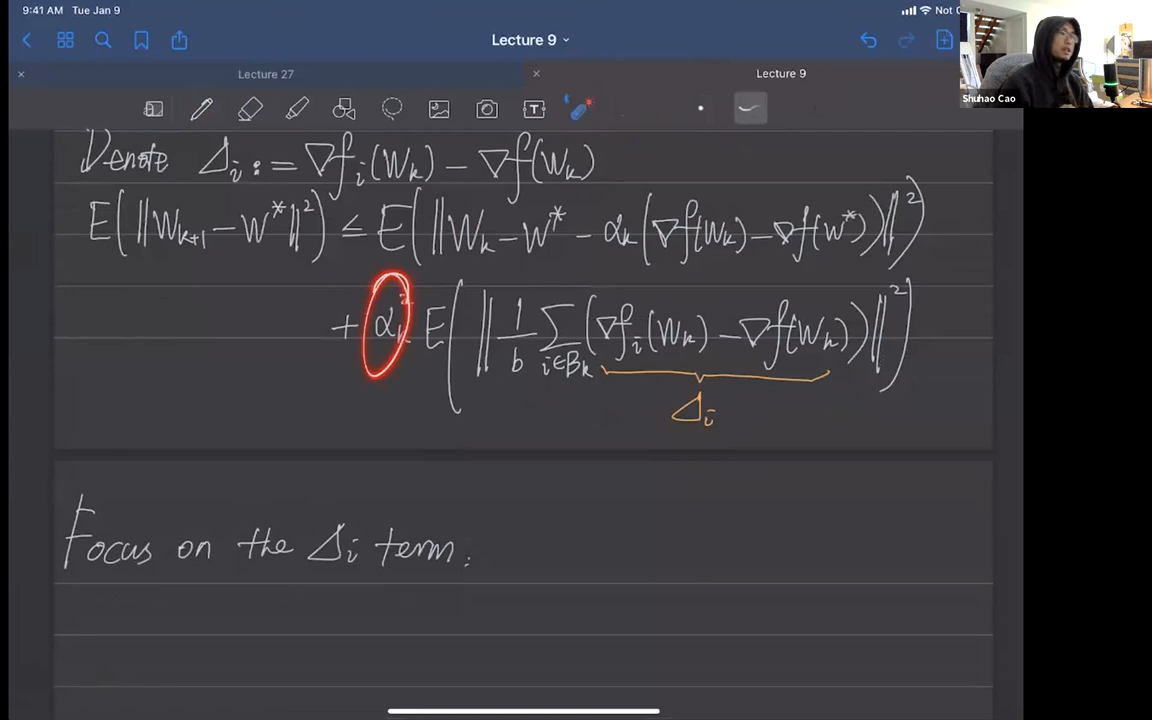 9:41 AM Tue Jan 9
Not
Lecture 9
Lecture 27
Lecture 9
Shuhao Cao
Denote Δᵢ := ∇fᵢ(Wₖ) − ∇f(Wₖ)
E(‖Wₖ₊₁ − W*‖²) ≤ E(‖Wₖ − W* − αₖ(∇f(Wₖ) − ∇f(W*))‖²)
+ αₖ² E(‖ 1/b ∑_{i∈Bₖ} (∇fᵢ(Wₖ) − ∇f(Wₖ))‖²)
Δᵢ
Focus on the Δᵢ term.